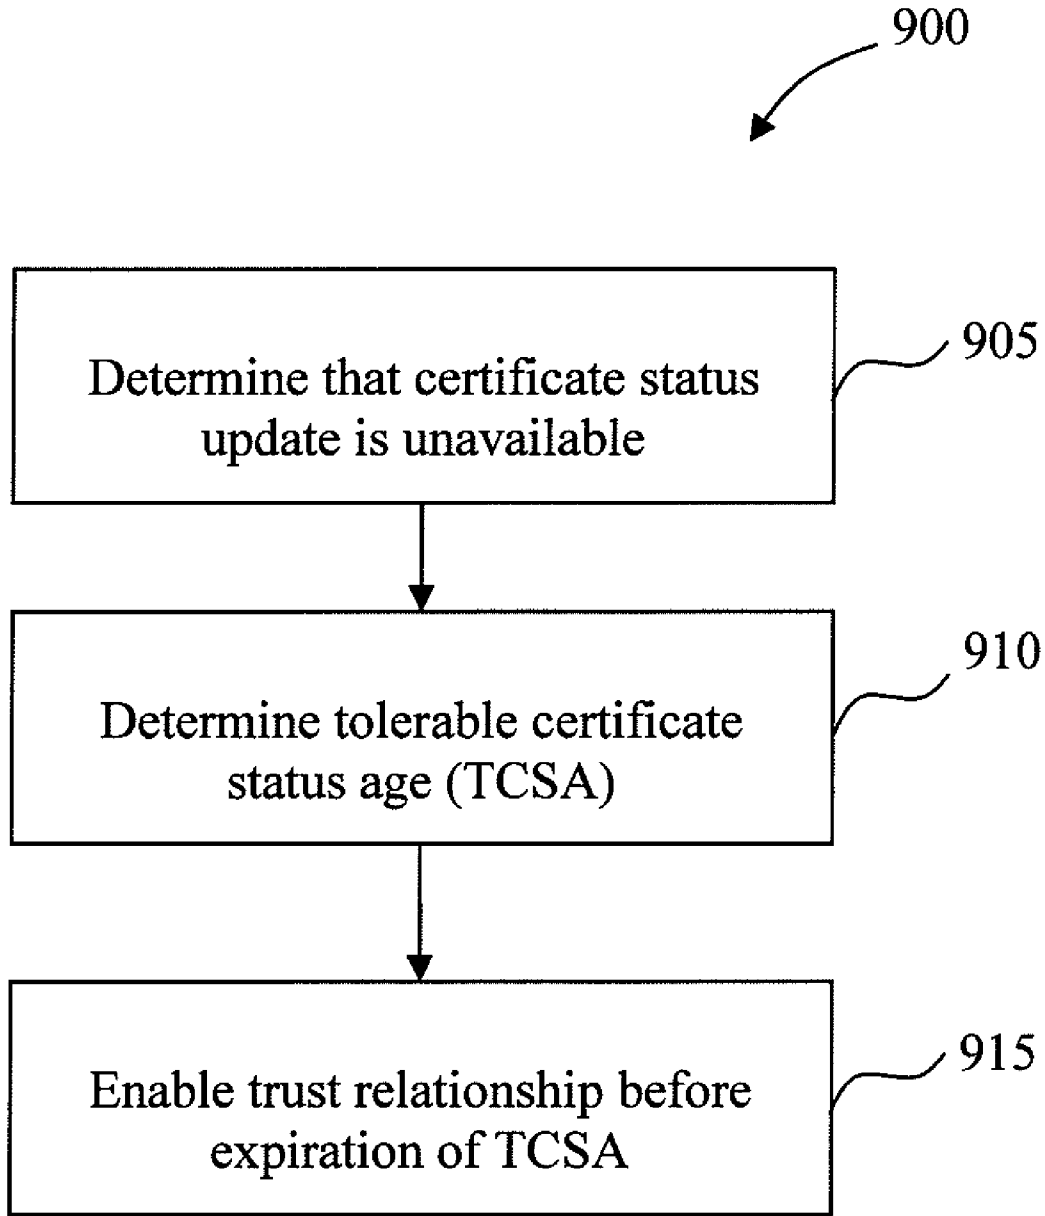 900
Determine that certificate status
update is unavailable
905
Determine tolerable certificate
status age (TCSA)
910
Enable trust relationship before
expiration of TCSA
915